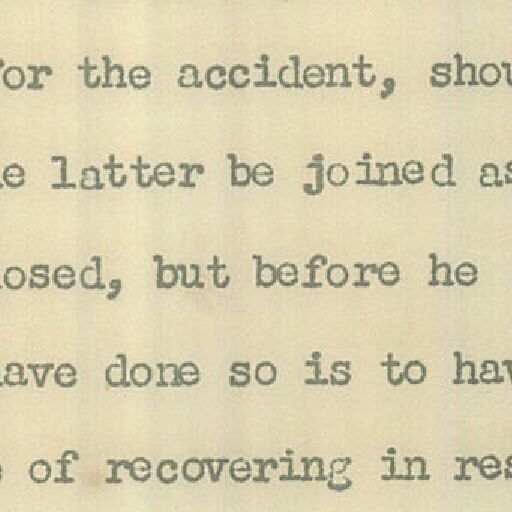 for the accident, shou
e latter be joined as
losed, but before he
ave done so is to hav
of recovering in res